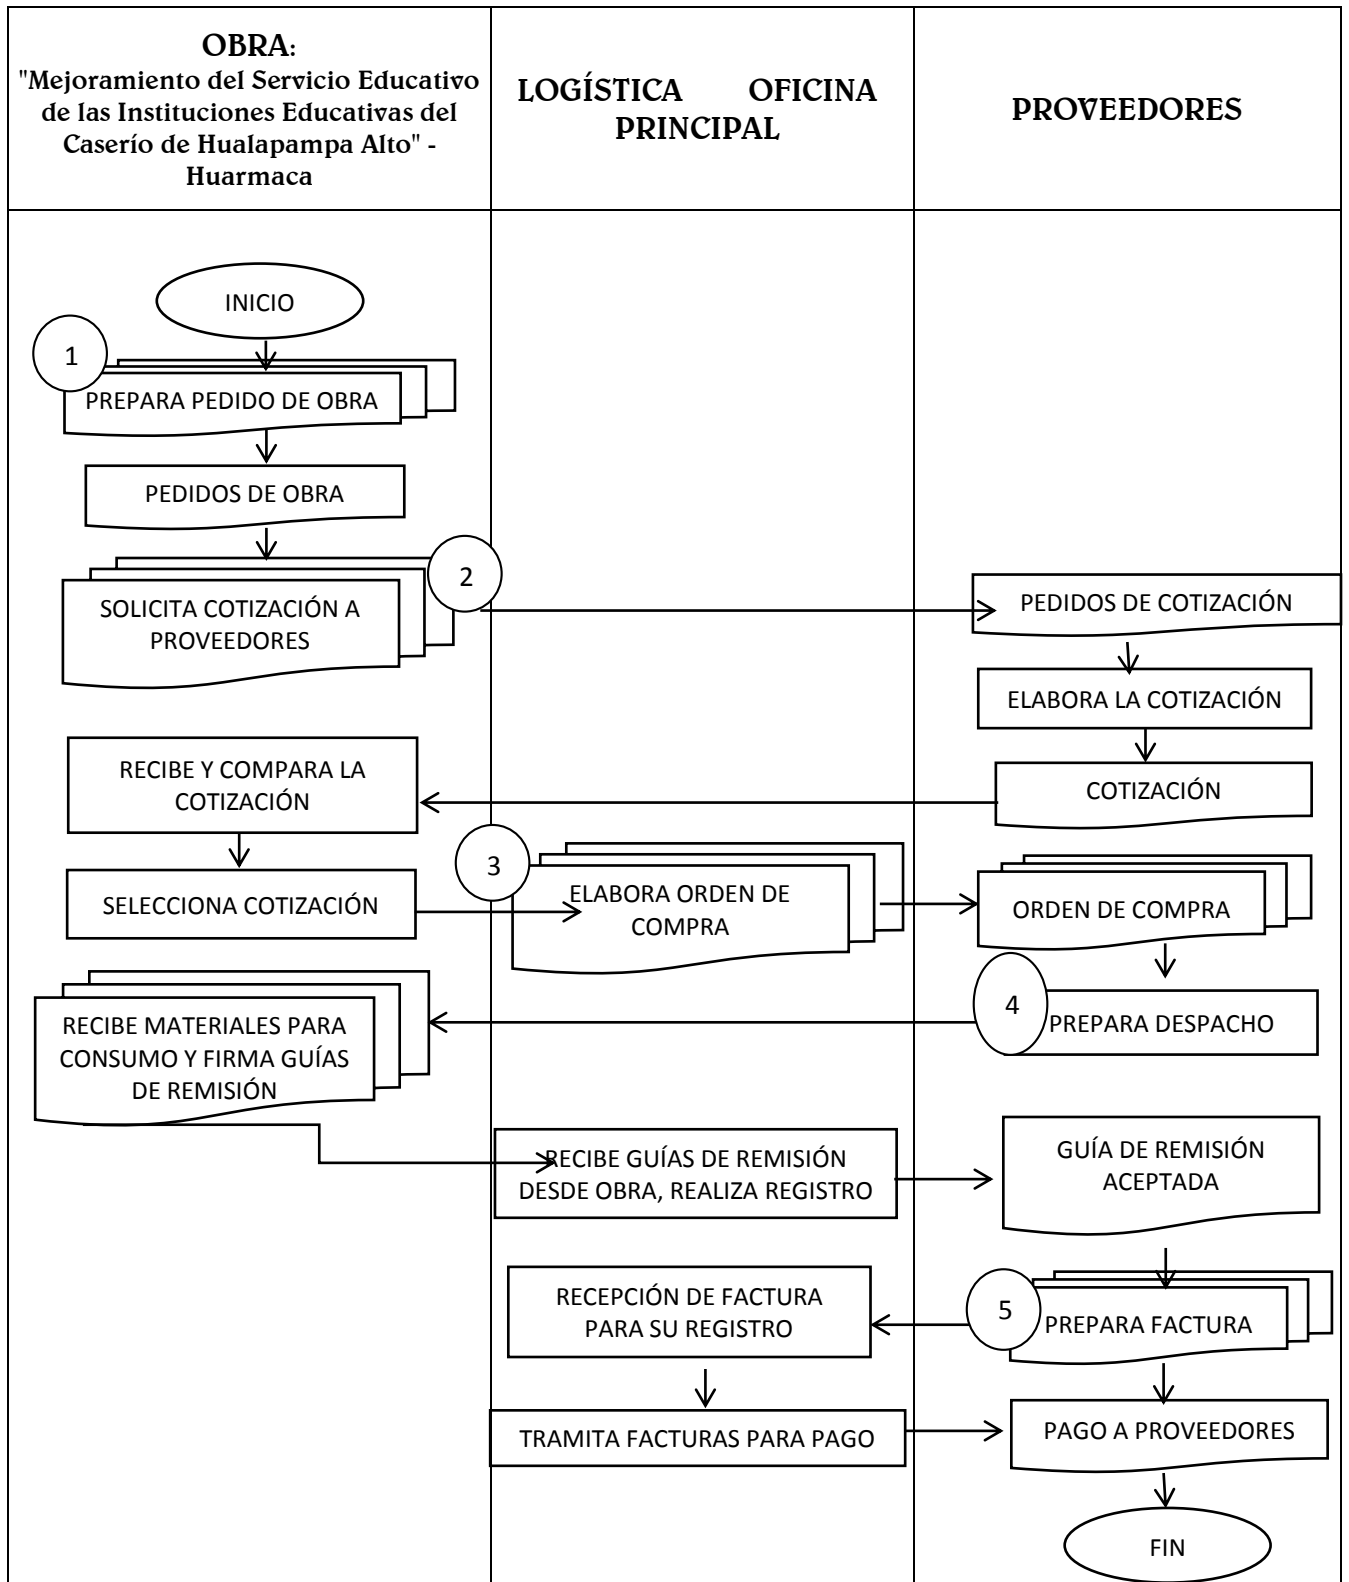 OBRA:
"Mejoramiento del Servicio Educativo
de las Instituciones Educativas del
Caserío de Hualapampa Alto" -
Huarmaca
LOGÍSTICA OFICINA
PRINCIPAL
PROVEEDORES
INICIO
1
PREPARA PEDIDO DE OBRA
PEDIDOS DE OBRA
2
SOLICITA COTIZACIÓN A
PROVEEDORES
PEDIDOS DE COTIZACIÓN
ELABORA LA COTIZACIÓN
COTIZACIÓN
RECIBE Y COMPARA LA
COTIZACIÓN
SELECCIONA COTIZACIÓN
3
ELABORA ORDEN DE
COMPRA
ORDEN DE COMPRA
4
PREPARA DESPACHO
RECIBE MATERIALES PARA
CONSUMO Y FIRMA GUÍAS
DE REMISIÓN
RECIBE GUÍAS DE REMISIÓN
DESDE OBRA, REALIZA REGISTRO
GUÍA DE REMISIÓN
ACEPTADA
5
PREPARA FACTURA
RECEPCIÓN DE FACTURA
PARA SU REGISTRO
TRAMITA FACTURAS PARA PAGO
PAGO A PROVEEDORES
FIN